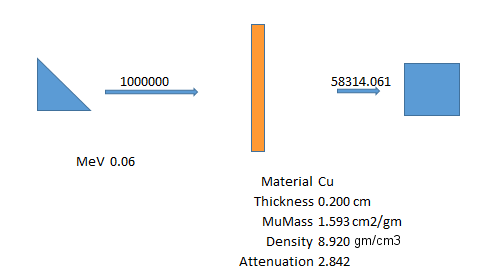 1000000
58314.061
MeV 0.06
Material Cu
Thickness 0.200 cm
MuMass 1.593 cm2/gm
Density 8.920 gm/cm3
Attenuation 2.842